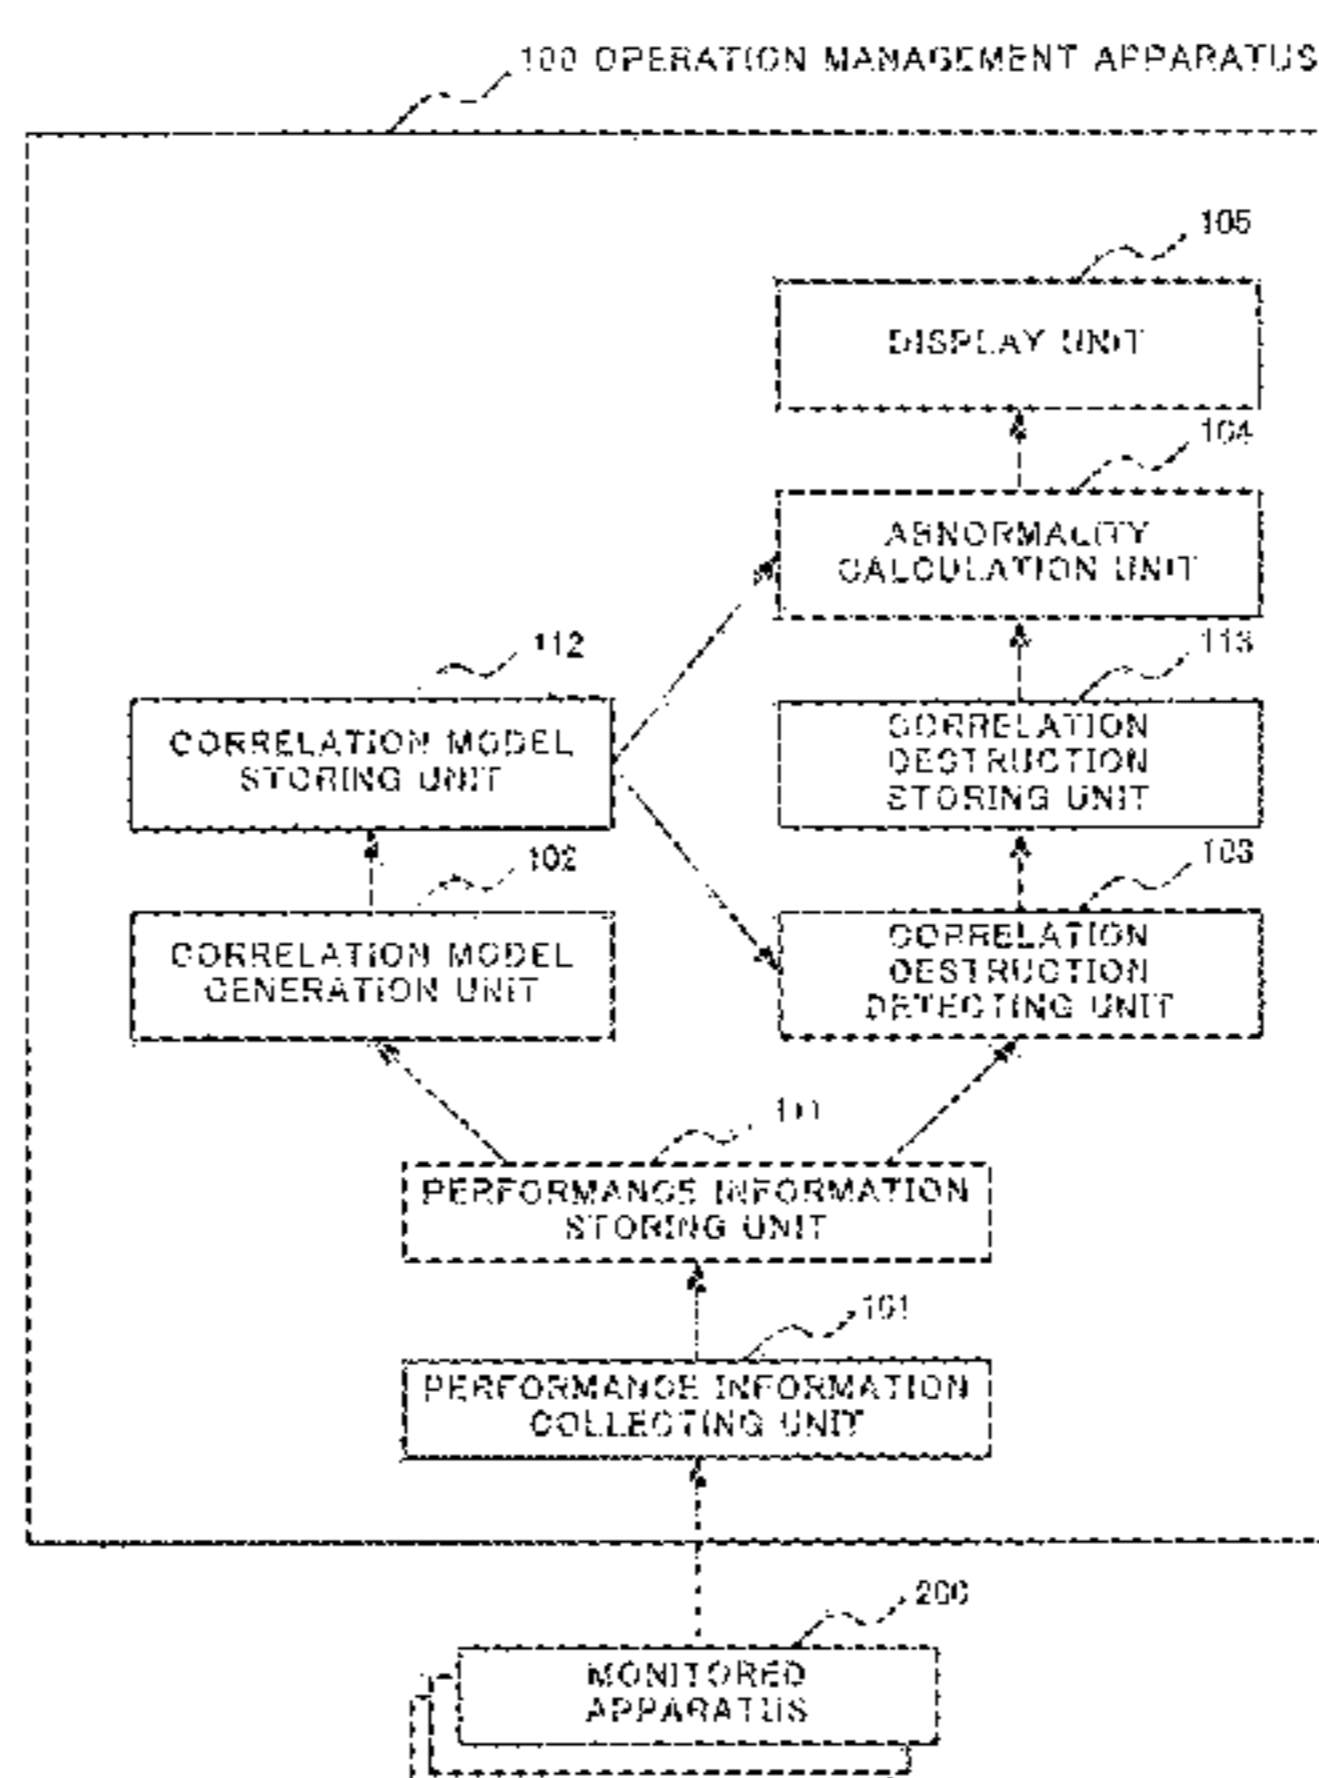 100 OPERATION MANAGEMENT APPARATUS
105
DISPLAY UNIT
104
ABNORMALITY
CALCULATION UNIT
112
113
CORRELATION MODEL
STORING UNIT
CORRELATION
DESTRUCTION
STORING UNIT
102
103
CORRELATION MODEL
GENERATION UNIT
CORRELATION
DESTRUCTION
DETECTING UNIT
111
PERFORMANCE INFORMATION
STORING UNIT
101
PERFORMANCE INFORMATION
COLLECTING UNIT
200
MONITORED
APPARATUS